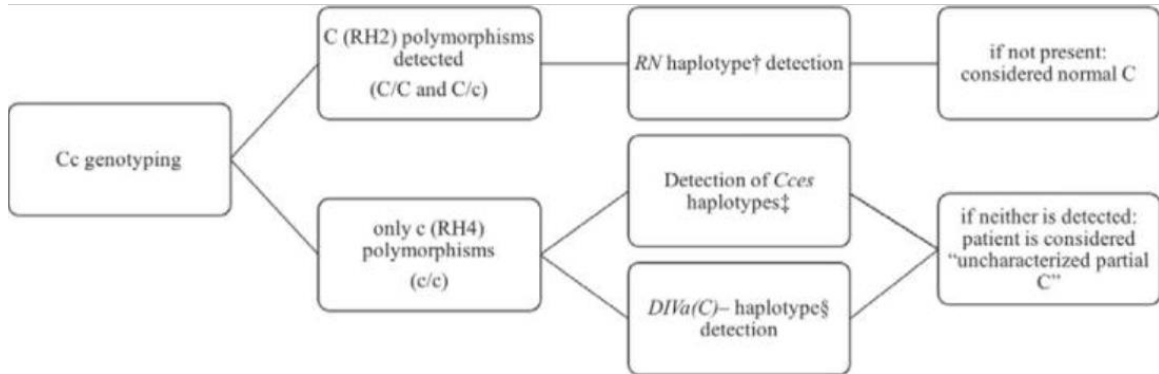 Cc genotyping
C (RH2) polymorphisms
detected
(C/C and C/c)
RN haplotype† detection
if not present:
considered normal C
only c (RH4)
polymorphisms
(c/c)
Detection of Cces
haplotypes‡
DIVa(C)– haplotype§
detection
if neither is detected:
patient is considered
“uncharacterized partial
C”